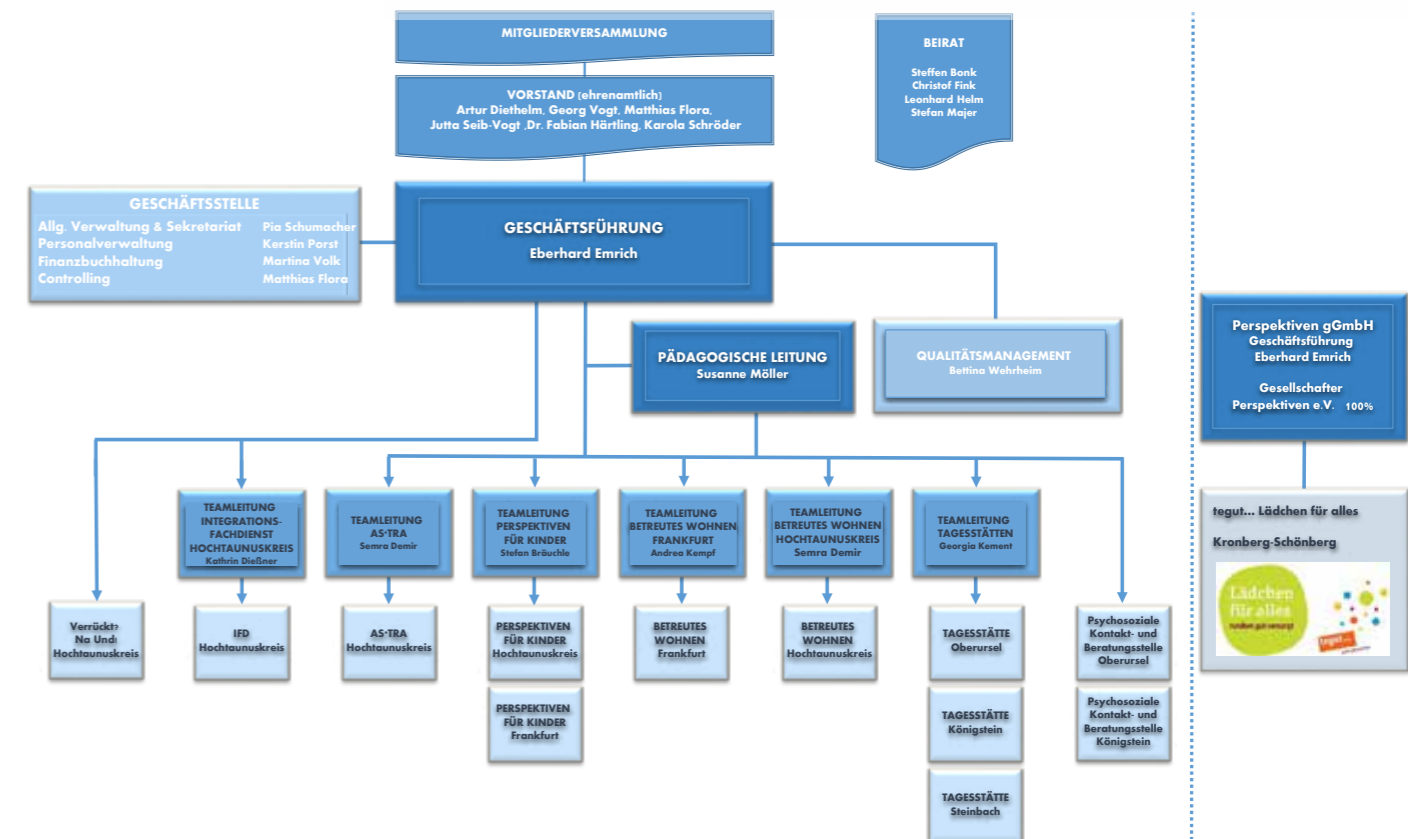 MITGLIEDERVERSAMMLUNG
VORSTAND (ehrenamtlich)
Artur Diethelm, Georg Vogt, Matthias Flora,
Jutta Seib-Vogt ,Dr. Fabian Härtling, Karola Schröder
BEIRAT
Steffen Bonk
Christof Fink
Leonhard Helm
Stefan Majer
GESCHÄFTSSTELLE
Allg. Verwaltung & Sekretariat Pia Schumacher
Personalverwaltung Kerstin Porst
Finanzbuchhaltung Martina Volk
Controlling Matthias Flora
GESCHÄFTSFÜHRUNG
Eberhard Emrich
PÄDAGOGISCHE LEITUNG
Susanne Möller
QUALITÄTSMANAGEMENT
Bettina Wehrheim
Perspektiven gGmbH
Geschäftsführung
Eberhard Emrich
Gesellschafter
Perspektiven e.V. 100%
TEAMLEITUNG
INTEGRATIONS-
FACHDIENST
HOCHTAUNUSKREIS
Kathrin Dießner
TEAMLEITUNG
AS-TRA
Semra Demir
TEAMLEITUNG
PERSPEKTIVEN
FÜR KINDER
Stefan Bräuchle
TEAMLEITUNG
BETREUTES WOHNEN
FRANKFURT
Andrea Kempf
TEAMLEITUNG
BETREUTES WOHNEN
HOCHTAUNUSKREIS
Semra Demir
TEAMLEITUNG
TAGESSTÄTTEN
Georgia Kement
tegut... Lädchen für alles
Kronberg-Schönberg
Lädchen
für alles
rundum gut versorgt
tegut...
Verrückt?
Na Und!
Hochtaunuskreis
IFD
Hochtaunuskreis
AS-TRA
Hochtaunuskreis
PERSPEKTIVEN
FÜR KINDER
Hochtaunuskreis
BETREUTES
WOHNEN
Frankfurt
BETREUTES
WOHNEN
Hochtaunuskreis
TAGESSTÄTTE
Oberursel
Psychosoziale
Kontakt- und
Beratungsstelle
Oberursel
PERSPEKTIVEN
FÜR KINDER
Frankfurt
TAGESSTÄTTE
Königstein
Psychosoziale
Kontakt- und
Beratungsstelle
Königstein
TAGESSTÄTTE
Steinbach